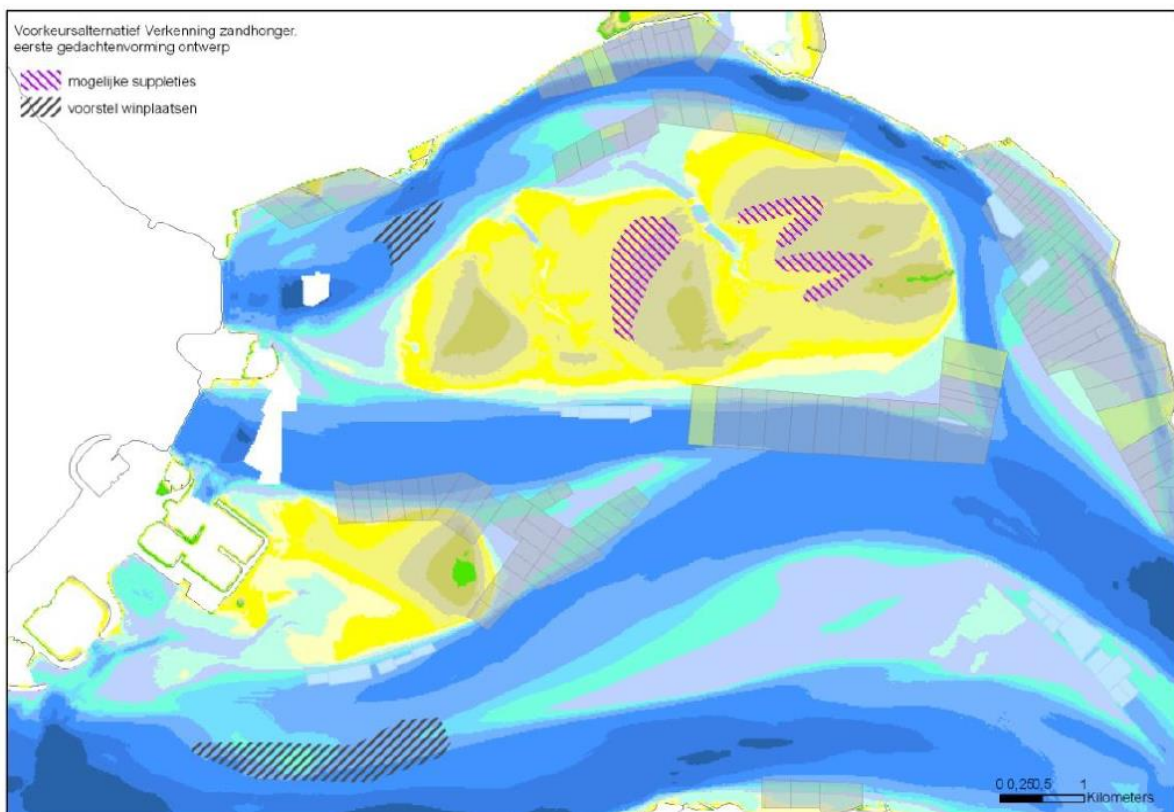 Voorkeursalternatief Verkenning zandhonger.
eerste gedachtenvorming ontwerp
mogelijke suppleties
voorstel winplaatsen
0 0,250,5 1
Kilometers